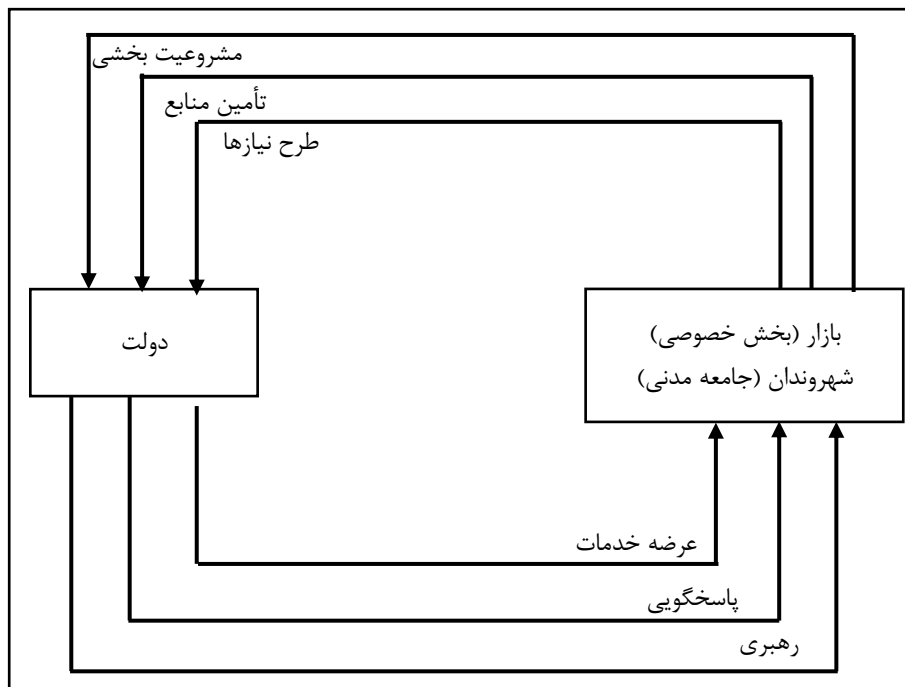 مشروعیت بخشی
تأمین منابع
طرح نیازها
بازار (بخش خصوصی)
شهروندان (جامعه مدنی)
دولت
عرضه خدمات
پاسخگویی
رهبری